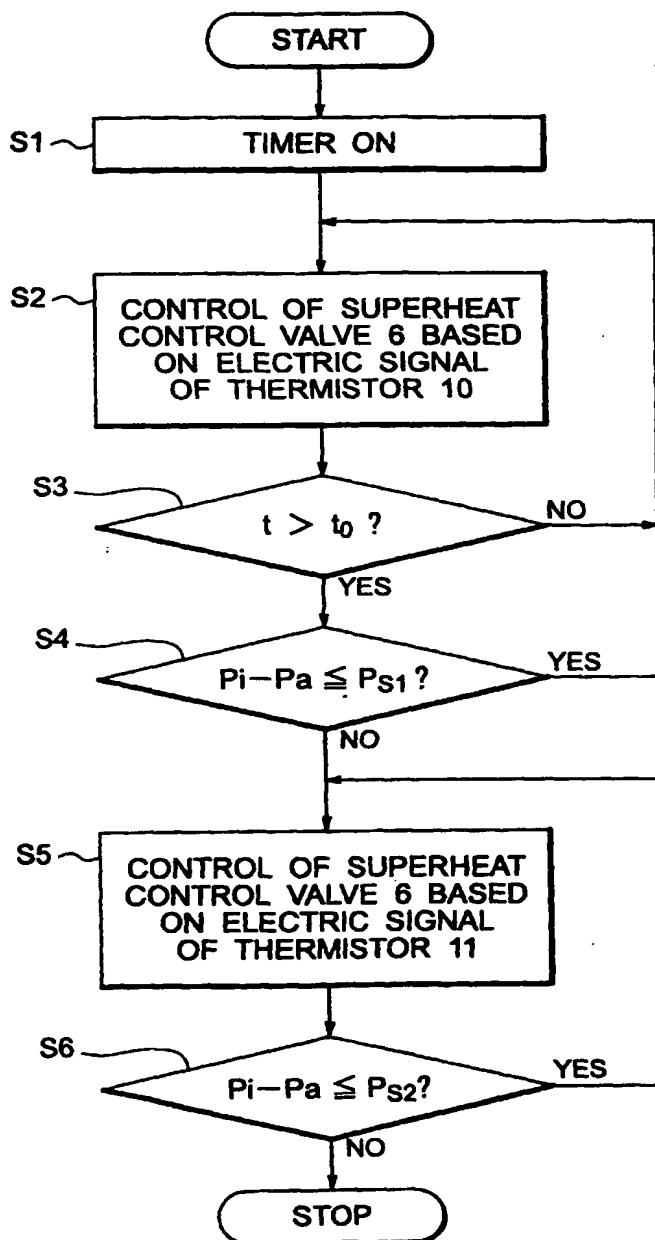 START
S1
TIMER ON
S2
CONTROL OF SUPERHEAT
CONTROL VALVE 6 BASED
ON ELECTRIC SIGNAL
OF THERMISTOR 10
S3
t > t0 ?
NO
YES
S4
Pi−Pa ≦ PS1 ?
YES
NO
S5
CONTROL OF SUPERHEAT
CONTROL VALVE 6 BASED
ON ELECTRIC SIGNAL
OF THERMISTOR 11
S6
Pi−Pa ≦ PS2?
YES
NO
STOP